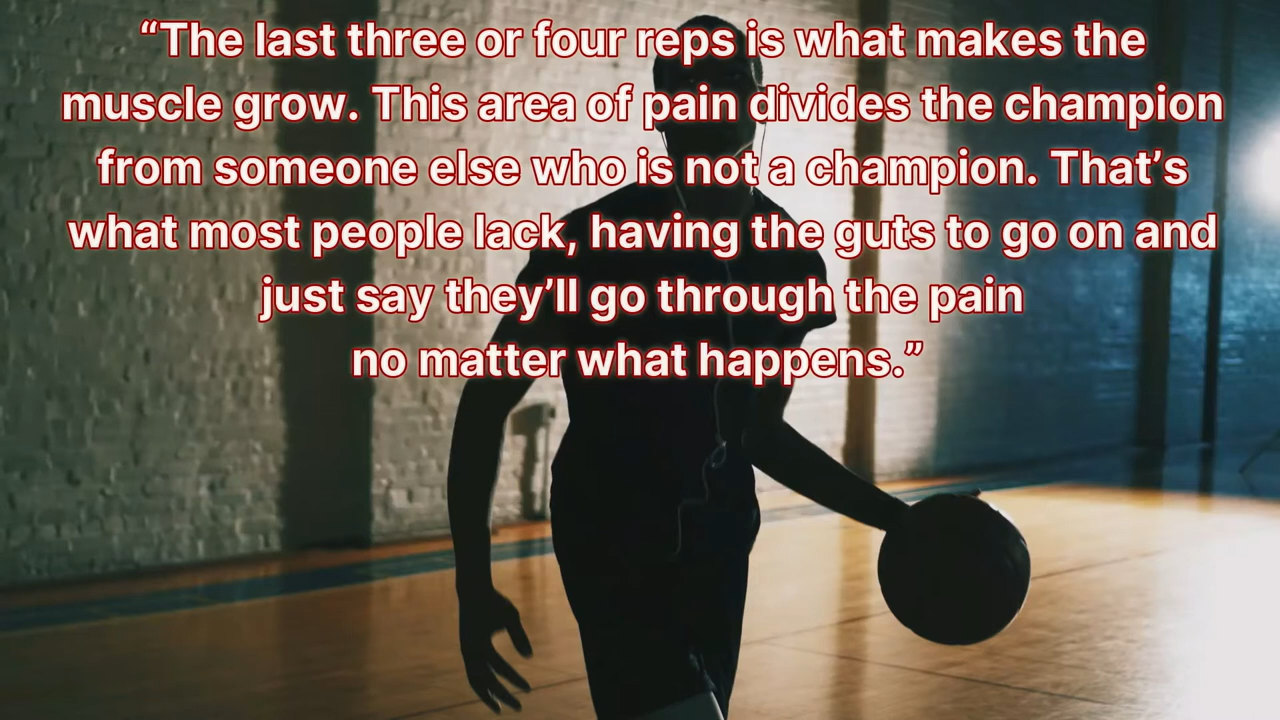 “The last three or four reps is what makes the
muscle grow. This area of pain divides the champion
from someone else who is not a champion. That’s
what most people lack, having the guts to go on and
just say they’ll go through the pain
no matter what happens.”